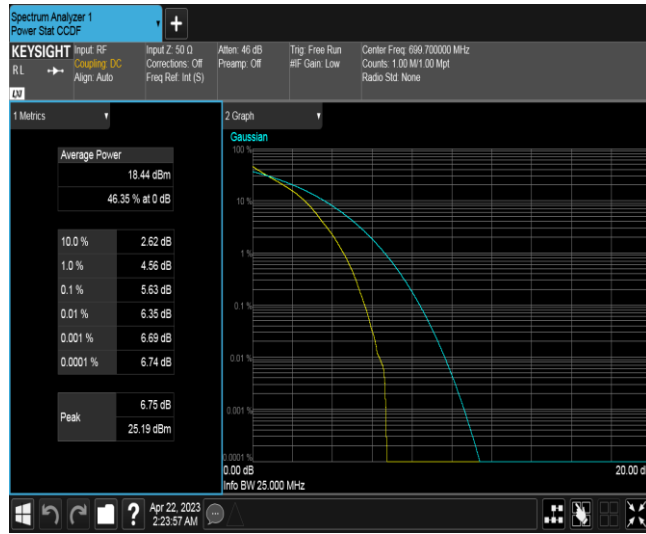 Spectrum Analyzer 1
Power Stat CCDF
+
KEYSIGHT
RL
LXI
Input: RF
Coupling: DC
Align: Auto
Input Z: 50 Ω
Corrections: Off
Freq Ref: Int (S)
Atten: 46 dB
Preamp: Off
Trig: Free Run
#IF Gain: Low
Center Freq: 699.700000 MHz
Counts: 1.00 M/1.00 Mpt
Radio Std: None
1 Metrics
Average Power
18.44 dBm
46.35 % at 0 dB
10.0 % 2.62 dB
1.0 % 4.56 dB
0.1 % 5.63 dB
0.01 % 6.35 dB
0.001 % 6.69 dB
0.0001 % 6.74 dB
Peak
6.75 dB
25.19 dBm
2 Graph
Gaussian
100 %
10 %
1 %
0.1 %
0.01 %
0.001 %
0.0001 %
0.00 dB
20.00 d
Info BW 25.000 MHz
?
Apr 22, 2023
2:23:57 AM